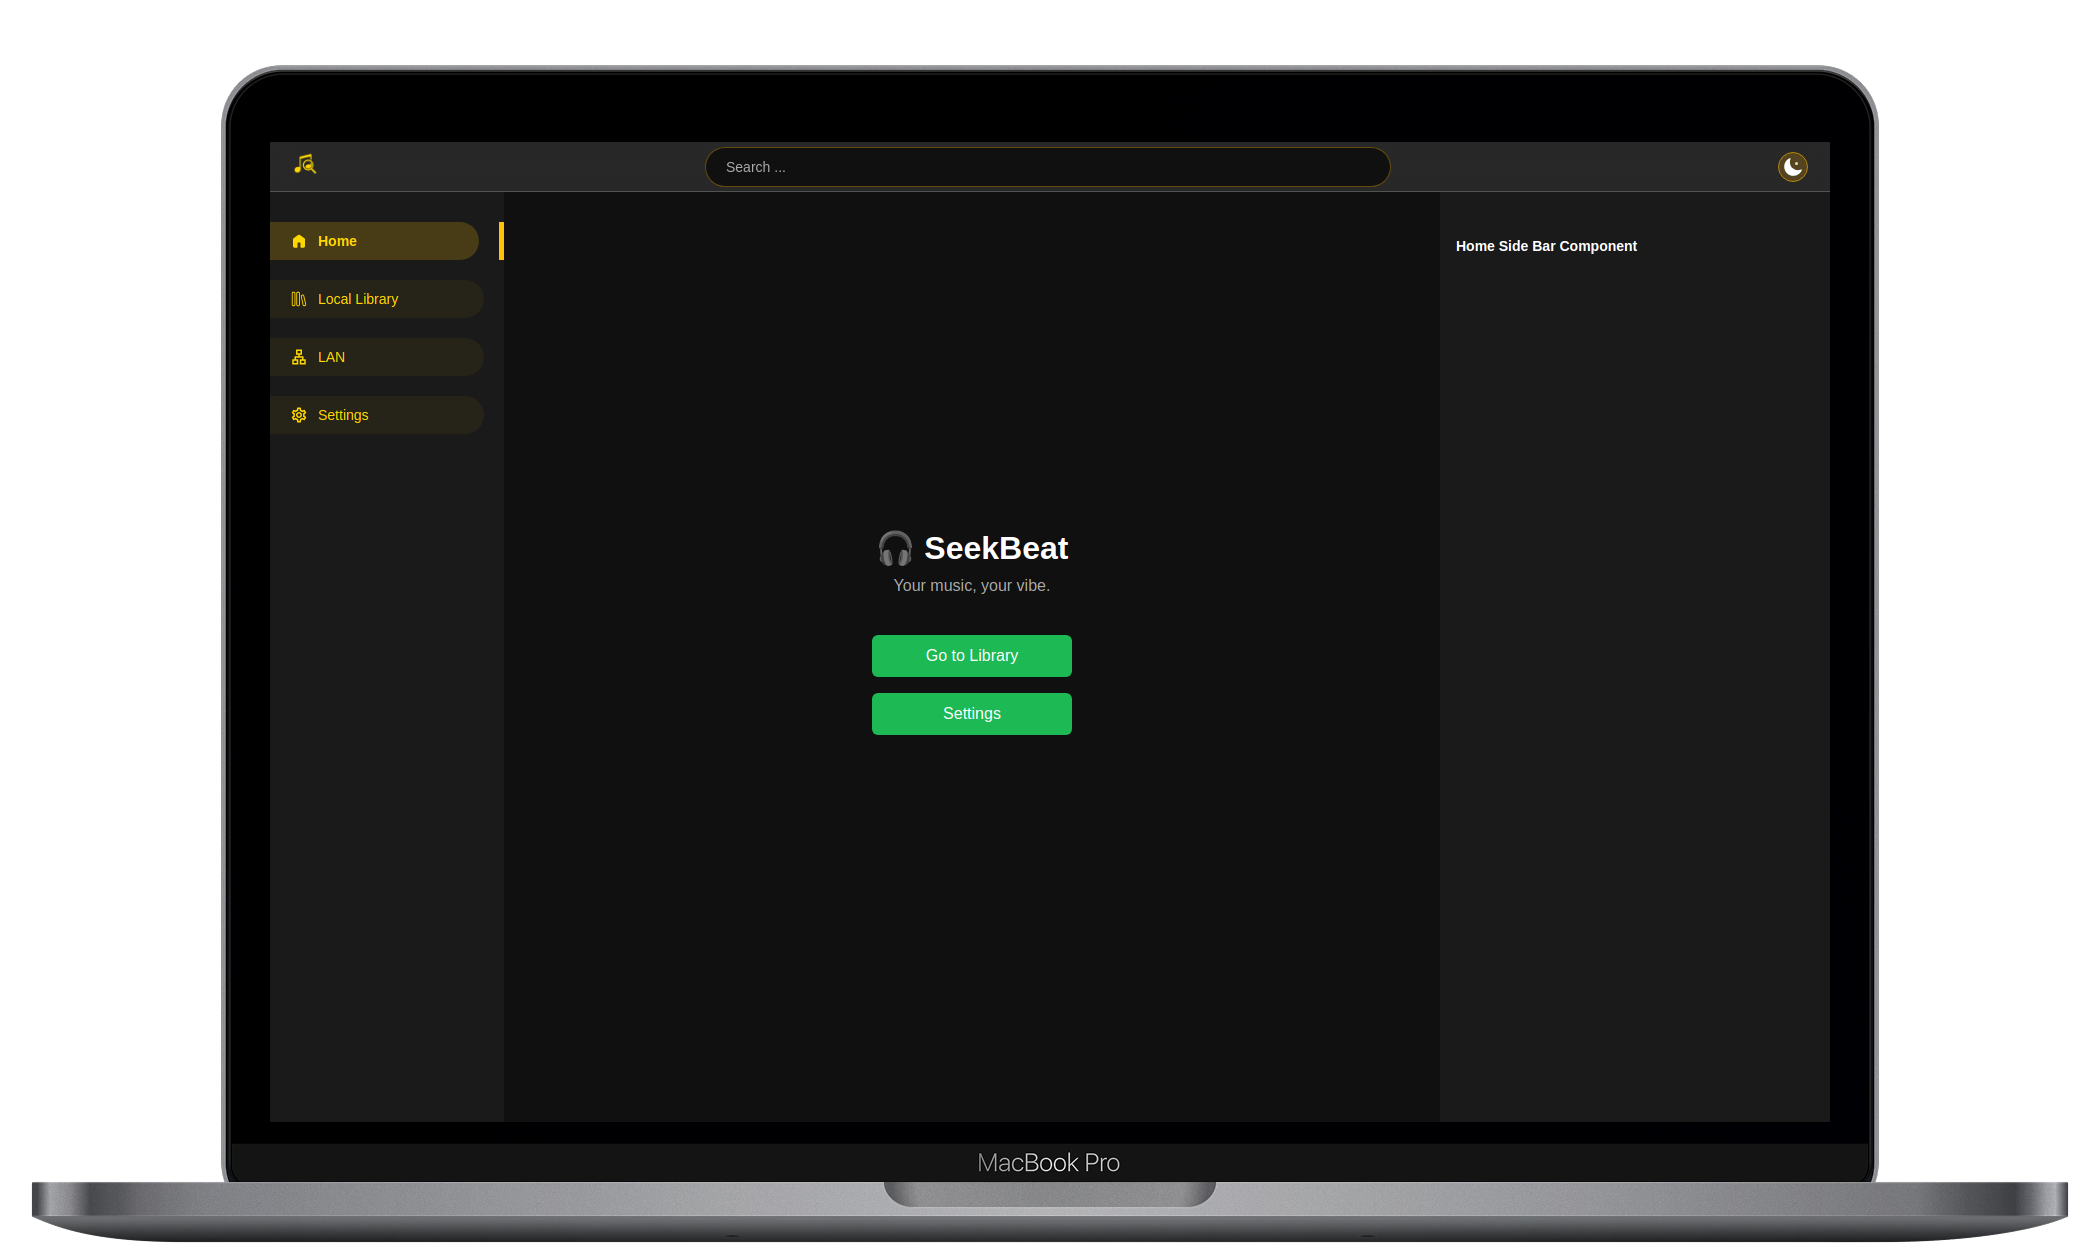 Search ...
Home
Local Library
LAN
Settings
Home Side Bar Component
🎧 SeekBeat
Your music, your vibe.
Go to Library
Settings
MacBook Pro